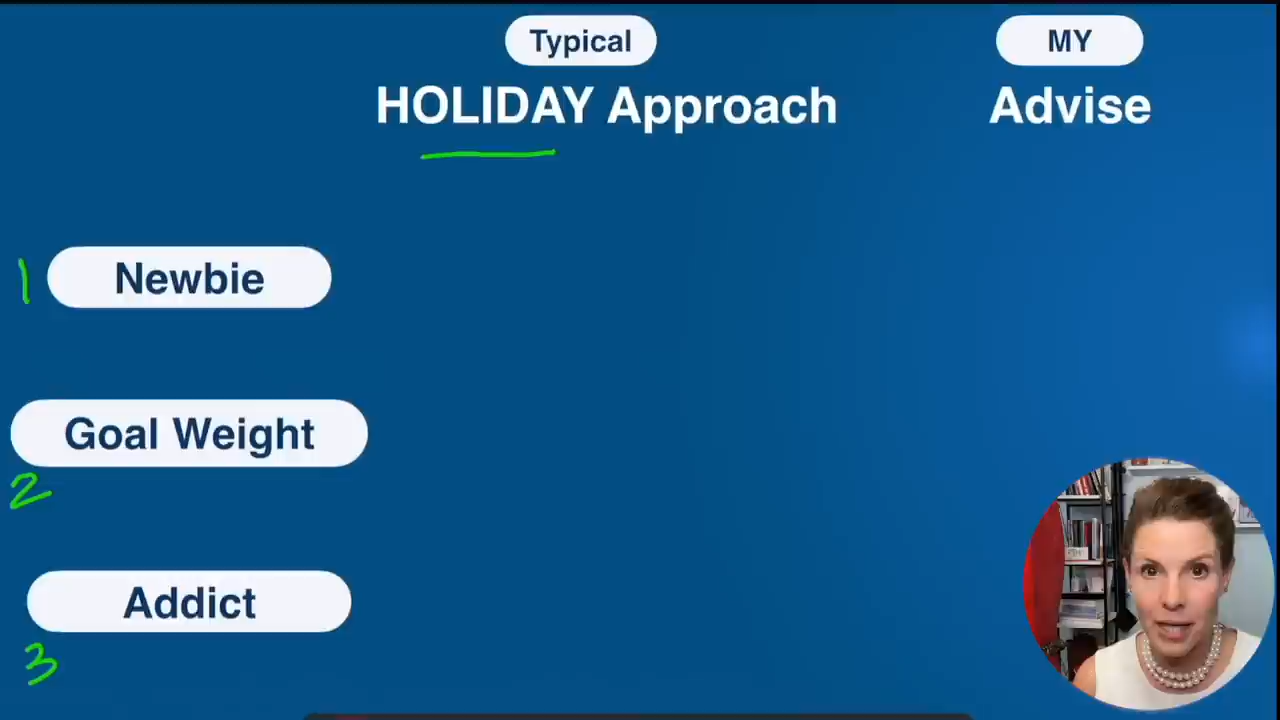 Typical
MY
HOLIDAY Approach
Advise
1 Newbie
Goal Weight
2
Addict
3